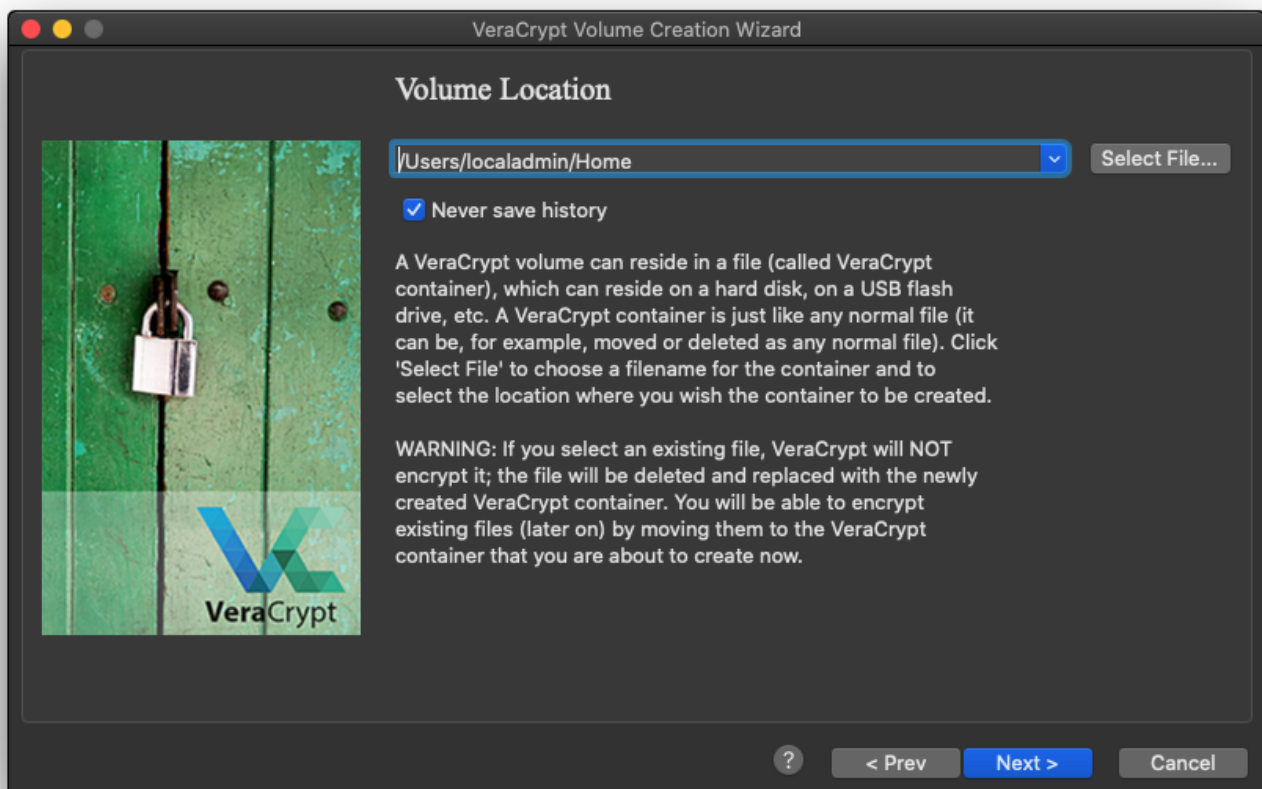 VeraCrypt Volume Creation Wizard
Volume Location
/Users/localadmin/Home
Select File...
Never save history
A VeraCrypt volume can reside in a file (called VeraCrypt
container), which can reside on a hard disk, on a USB flash
drive, etc. A VeraCrypt container is just like any normal file (it
can be, for example, moved or deleted as any normal file). Click
'Select File' to choose a filename for the container and to
select the location where you wish the container to be created.
WARNING: If you select an existing file, VeraCrypt will NOT
encrypt it; the file will be deleted and replaced with the newly
created VeraCrypt container. You will be able to encrypt
existing files (later on) by moving them to the VeraCrypt
container that you are about to create now.
VeraCrypt
?
< Prev
Next >
Cancel